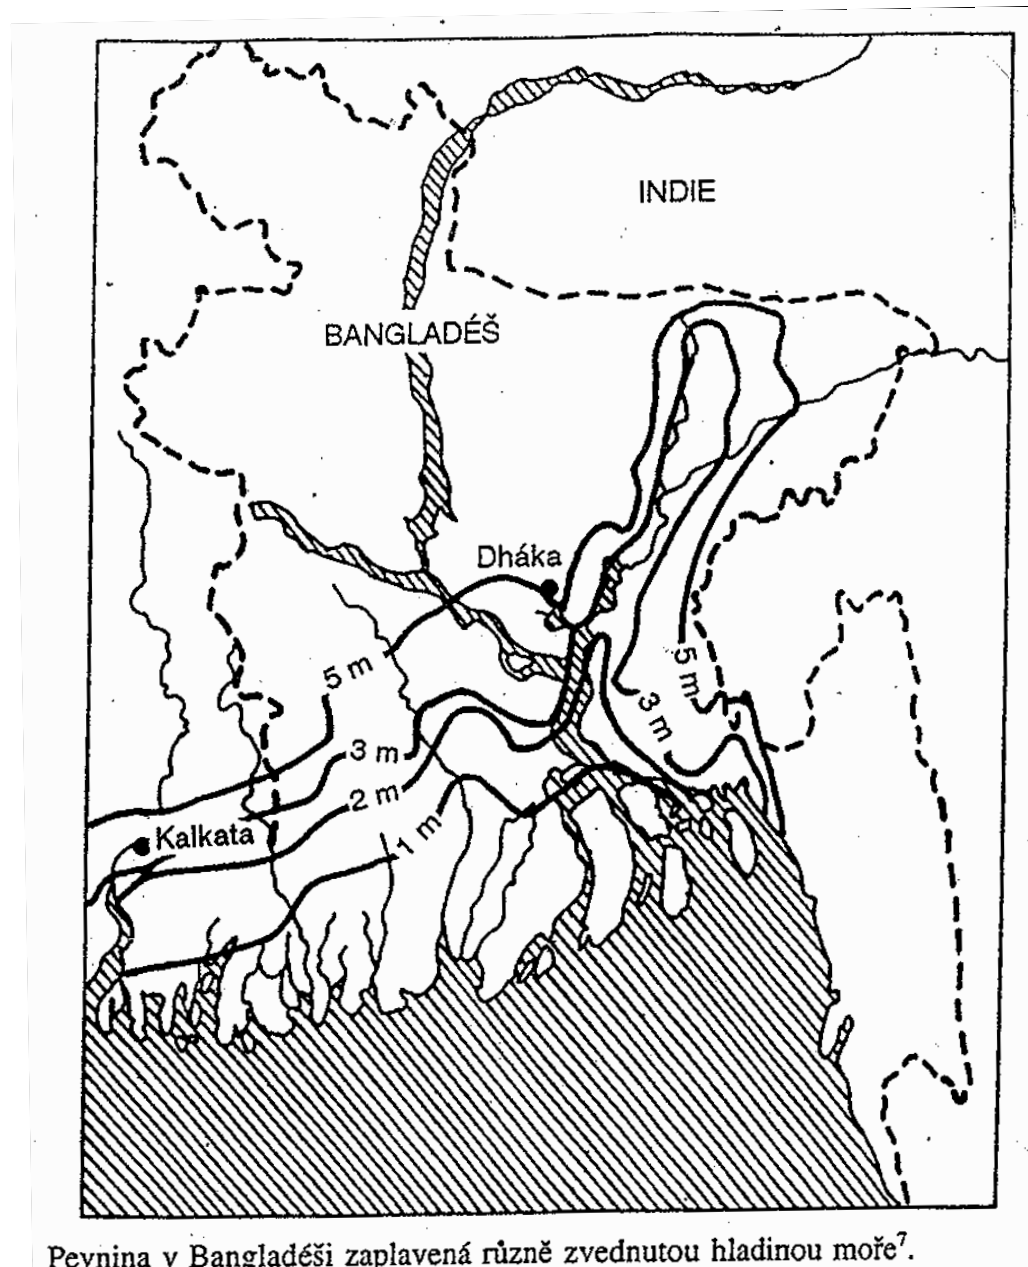 INDIE
BANGLADÉŠ
Dháka
5 m
5 m
3 m
3 m
2 m
1 m
Kalkata
Pevnina v Bangladéši zaplavená různě zvednutou hladinou moře⁷.